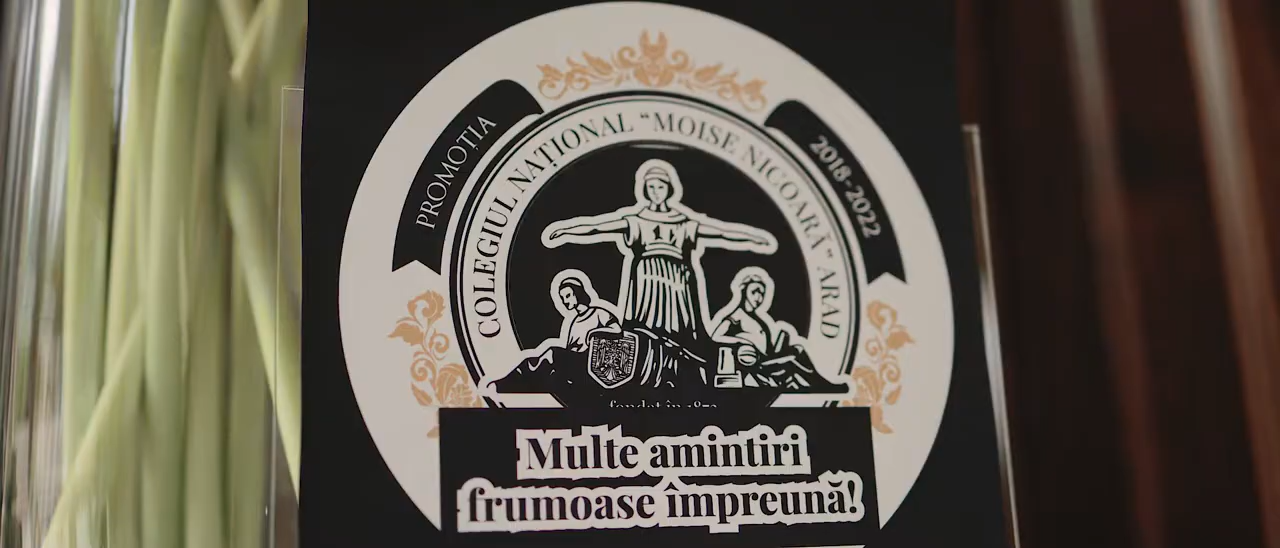 PROMOȚIA
2018-2022
COLEGIUL NAȚIONAL "MOISE NICOARĂ" ARAD
Multe amintiri
frumoase împreună!